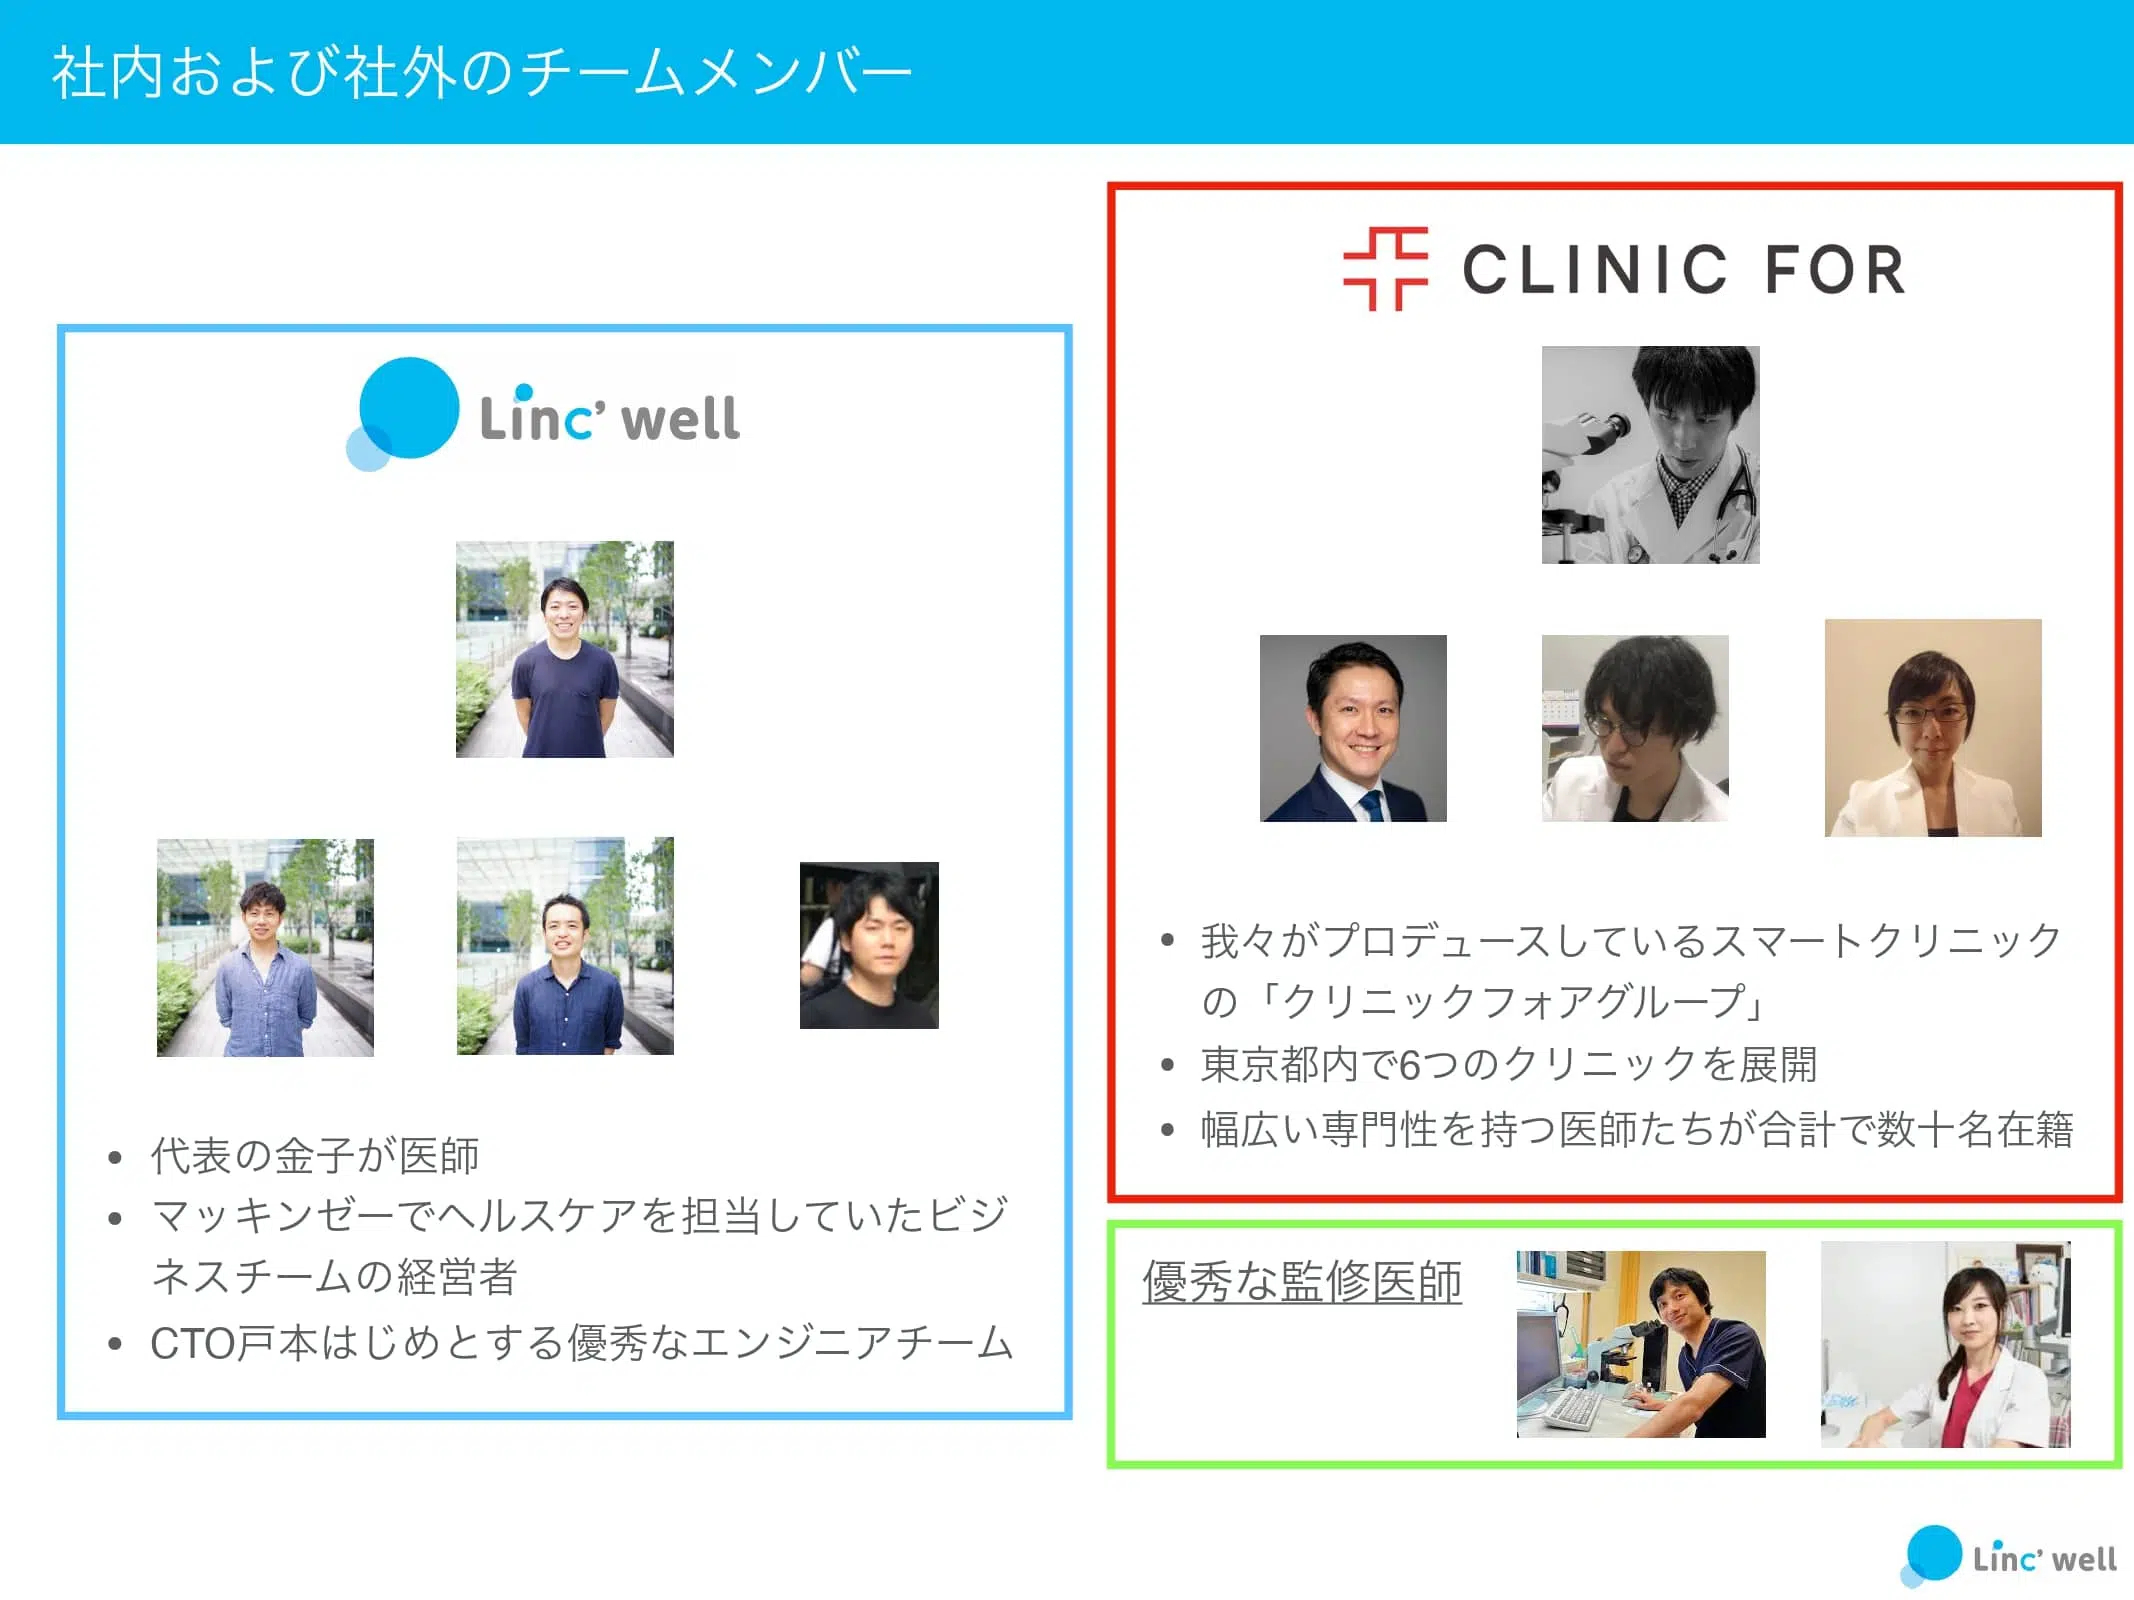 社内および社外のチームメンバー
Linc' well
代表の金子が医師
マッキンゼーでヘルスケアを担当していたビジ
ネスチームの経営者
CTO戸本はじめとする優秀なエンジニアチーム
CLINIC FOR
我々がプロデュースしているスマートクリニック
の「クリニックフォアグループ」
東京都内で6つのクリニックを展開
幅広い専門性を持つ医師たちが合計で数十名在籍
優秀な監修医師
Linc' well